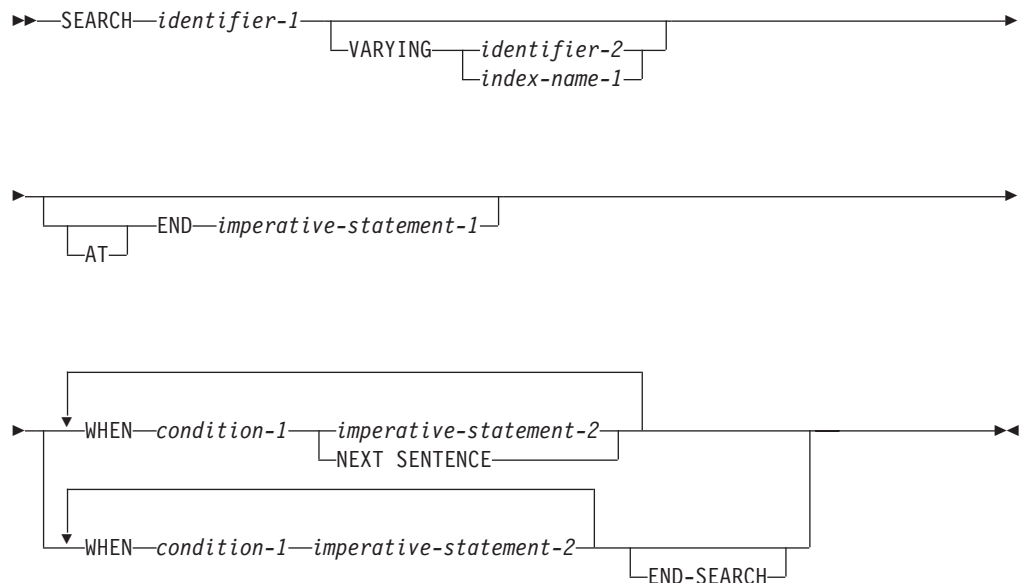 SEARCH identifier-1
VARYING identifier-2
index-name-1
END imperative-statement-1
AT
WHEN condition-1 imperative-statement-2
NEXT SENTENCE
WHEN condition-1 imperative-statement-2
END-SEARCH